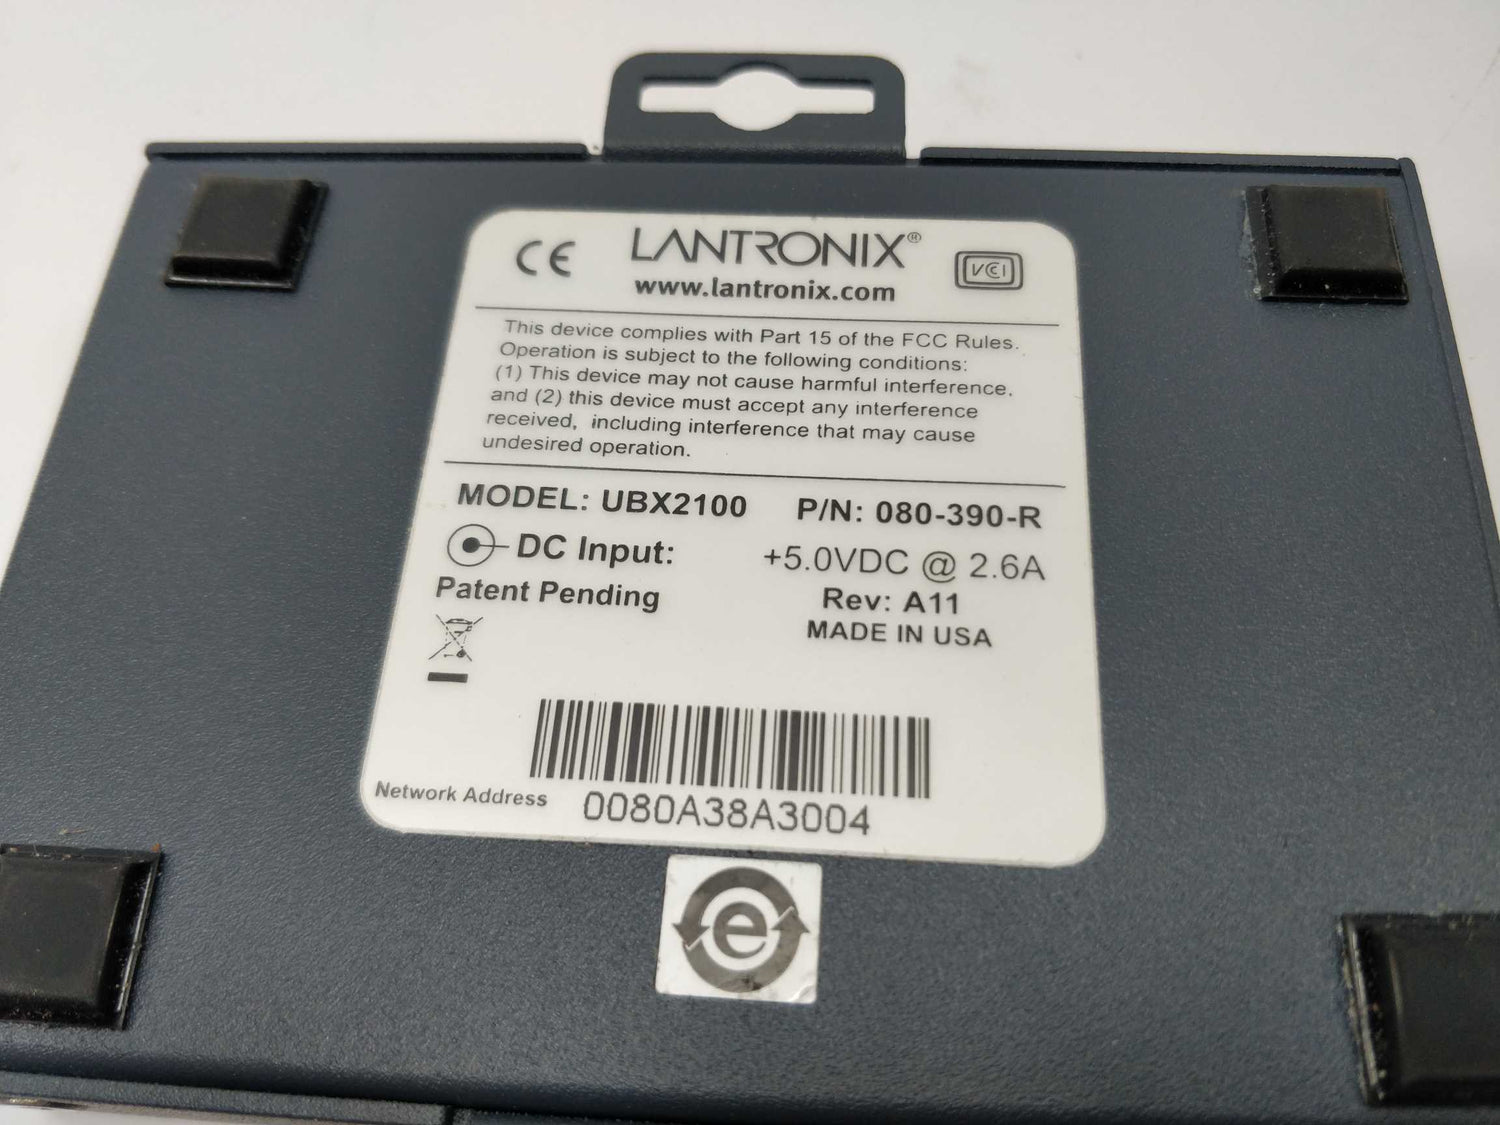 CE
LANTRONIX®
VCI
www.lantronix.com
This device complies with Part 15 of the FCC Rules.
Operation is subject to the following conditions:
(1) This device may not cause harmful interference,
and (2) this device must accept any interference
received, including interference that may cause
undesired operation.
MODEL: UBX2100 P/N: 080-390-R
DC Input: +5.0VDC @ 2.6A
Patent Pending Rev: A11
MADE IN USA
Network Address 0080A38A3004
e